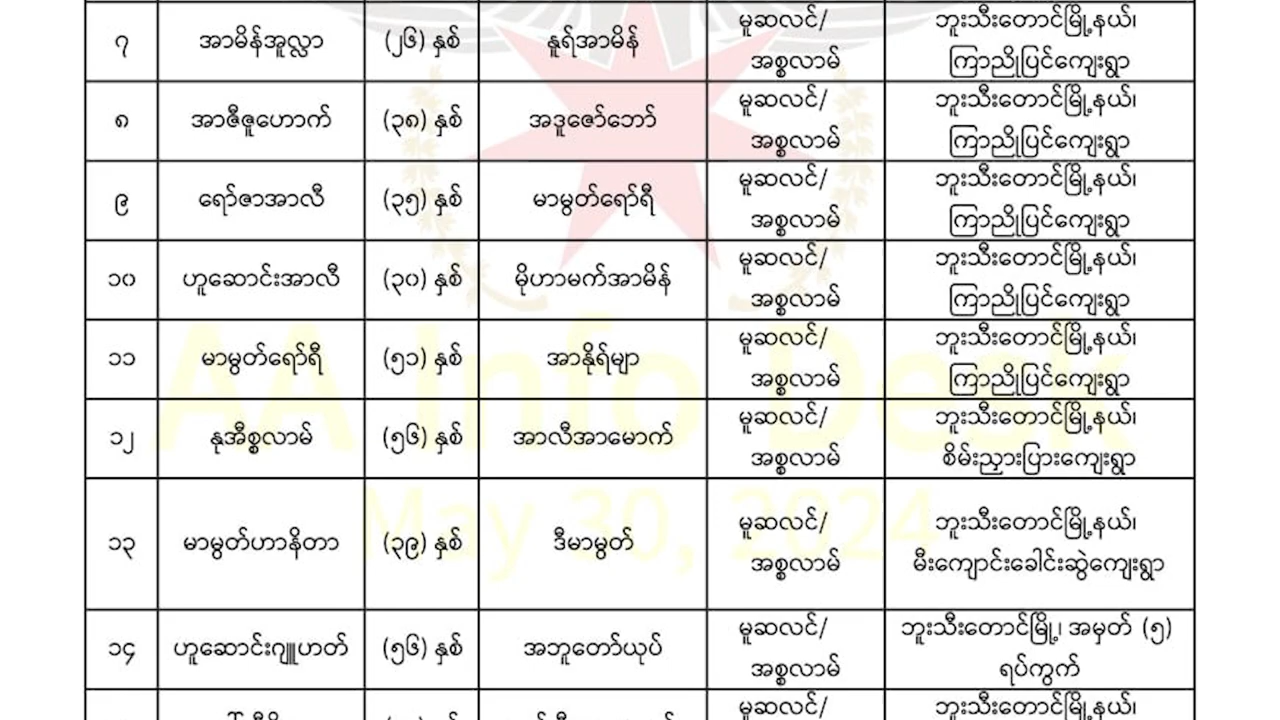 ၇ အာမိန်အူလ္လာ (၂၆) နှစ် နူရ်အာမိန် မူဆလင်/ ဘူးသီးတောင်မြို့နယ်၊
အစ္စလာမ် ကြာညိုပြင်ကျေးရွာ
၈ အာဇီဇူဟောက် (၃၈) နှစ် အဒူဇော်ဘော် မူဆလင်/ ဘူးသီးတောင်မြို့နယ်၊
အစ္စလာမ် ကြာညိုပြင်ကျေးရွာ
၉ ရော်ဇာအာလီ (၃၅) နှစ် မာမွတ်ရော်ရီ မူဆလင်/ ဘူးသီးတောင်မြို့နယ်၊
အစ္စလာမ် ကြာညိုပြင်ကျေးရွာ
၁၀ ဟူဆောင်းအာလီ (၃၀) နှစ် မိုဟာမက်အာမိန် မူဆလင်/ ဘူးသီးတောင်မြို့နယ်၊
အစ္စလာမ် ကြာညိုပြင်ကျေးရွာ
၁၁ မာမွတ်ရော်ရီ (၅၁) နှစ် အာနိုရ်မျာ မူဆလင်/ ဘူးသီးတောင်မြို့နယ်၊
အစ္စလာမ် ကြာညိုပြင်ကျေးရွာ
AA Info Desk
၁၂ နုအီစ္စလာမ် (၅၆) နှစ် အာလီအာမောက် မူဆလင်/ ဘူးသီးတောင်မြို့နယ်၊
အစ္စလာမ် စိမ်းညှားပြားကျေးရွာ
May 30, 2024
၁၃ မာမွတ်ဟာနိတာ (၃၉) နှစ် ဒီမာမွတ် မူဆလင်/ ဘူးသီးတောင်မြို့နယ်၊
အစ္စလာမ် မီးကျောင်းခေါင်းဆွဲကျေးရွာ
၁၄ ဟူဆောင်းဂျူဟတ် (၅၆) နှစ် အဘူတော်ယုပ် မူဆလင်/ ဘူးသီးတောင်မြို့၊ အမှတ် (၅)
အစ္စလာမ် ရပ်ကွက်
မူဆလင်/ ဘူးသီးတောင်မြို့နယ်၊